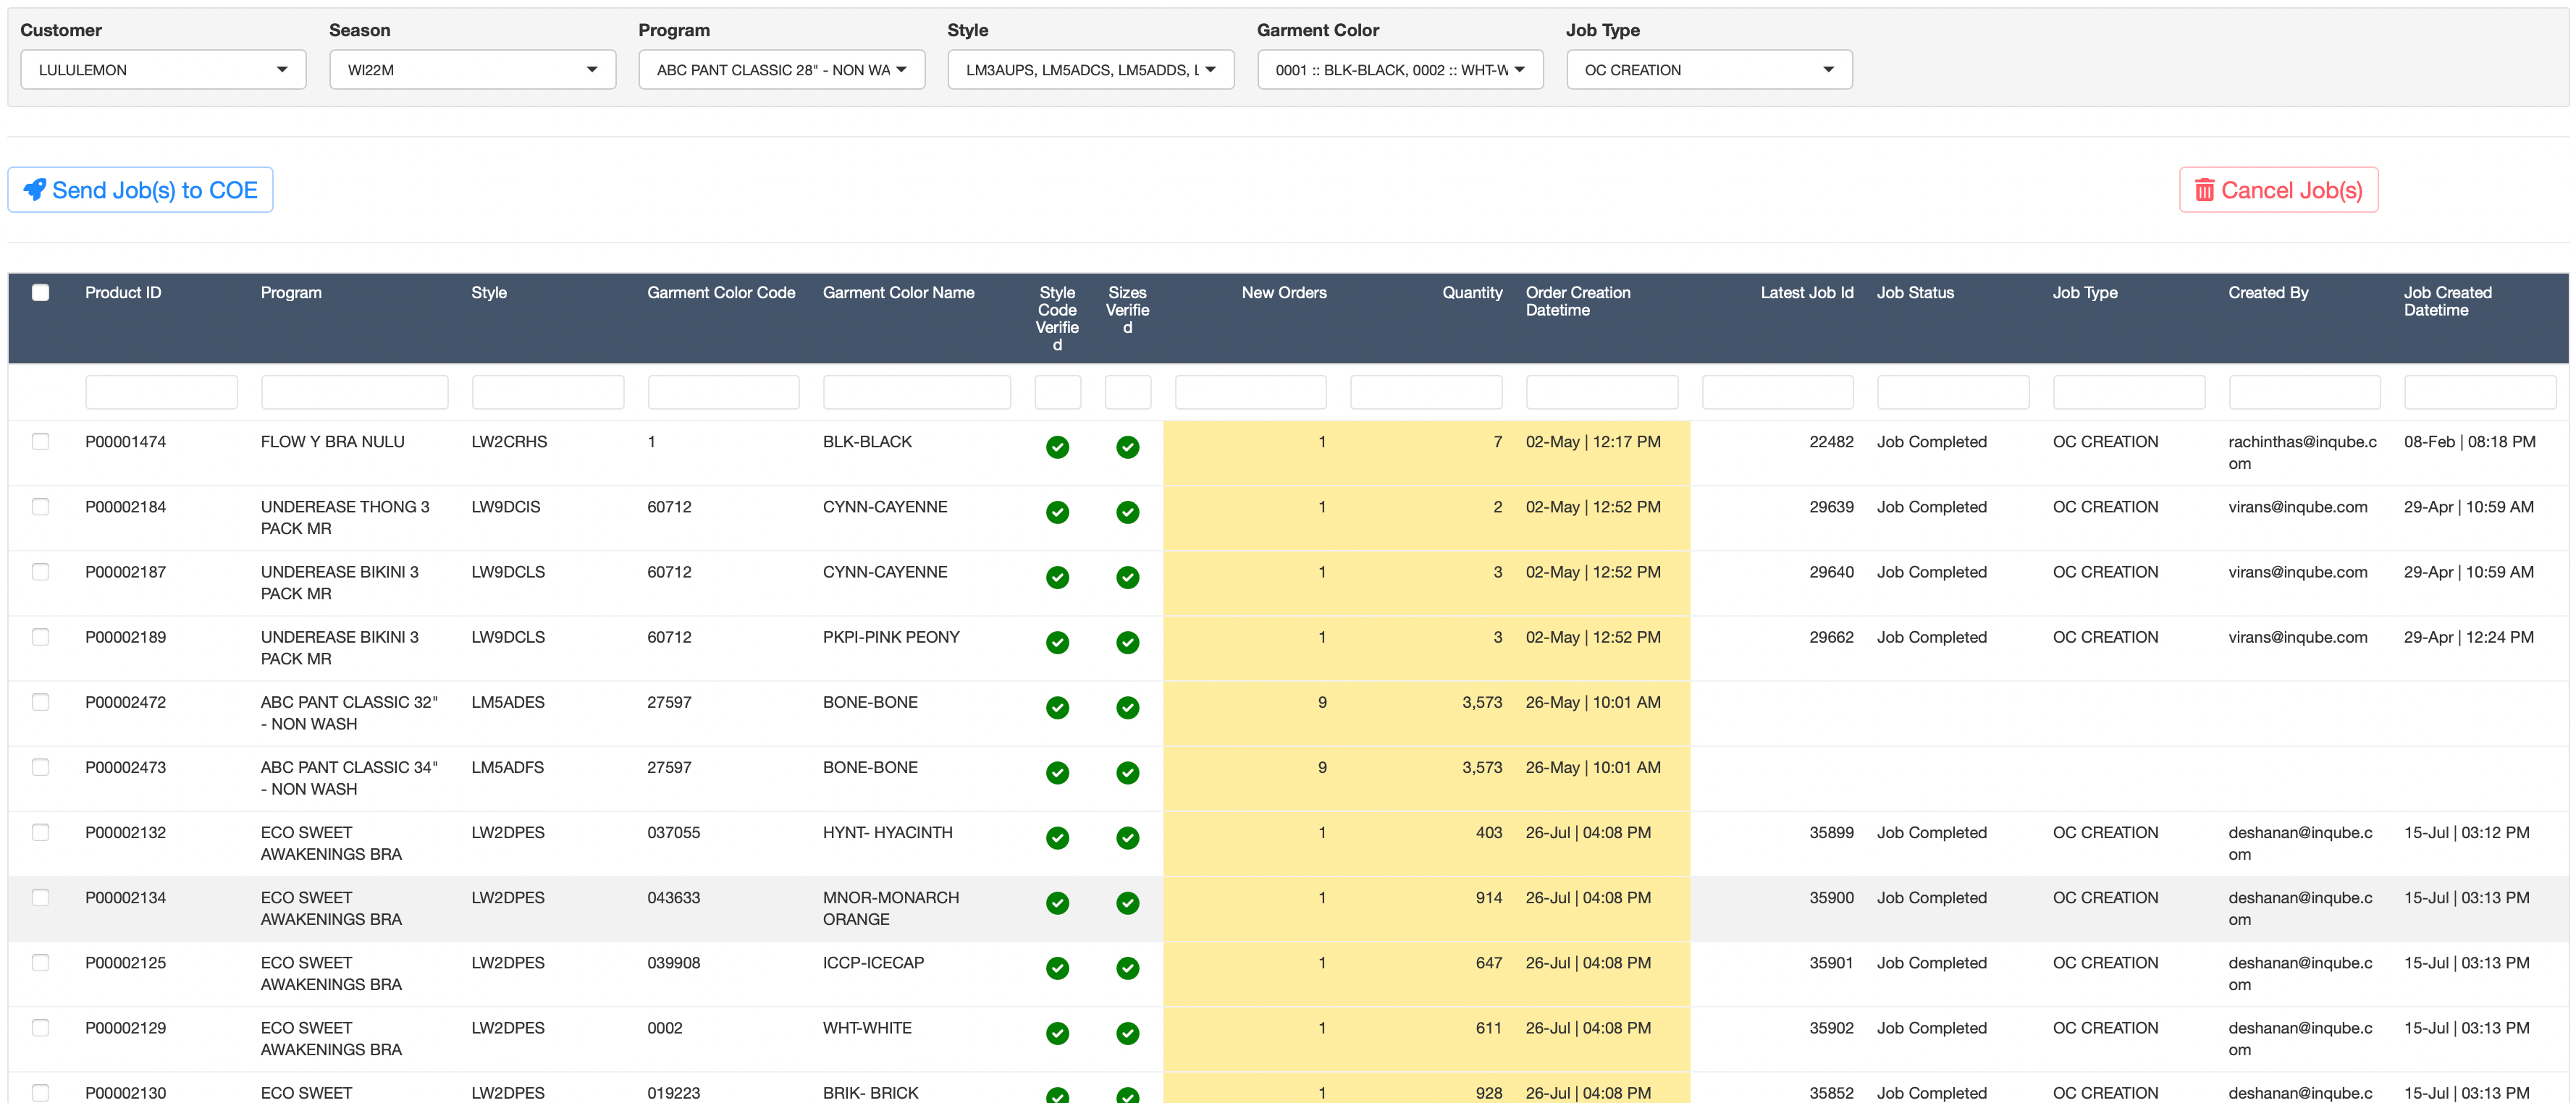 Customer Season Program Style Garment Color Job Type
LULULEMON WI22M ABC PANT CLASSIC 28" - NON WA LM3AUPS, LM5ADCS, LM5ADDS, L 0001 :: BLK-BLACK, 0002 :: WHT-W OC CREATION
Send Job(s) to COE Cancel Job(s)
Product ID Program Style Garment Color Code Garment Color Name Style Sizes New Orders Quantity Order Creation Latest Job Id Job Status Job Type Created By Job Created
Code Verifie Datetime Datetime
Verifie d
d
P00001474 FLOW Y BRA NULU LW2CRHS 1 BLK-BLACK 1 7 02-May | 12:17 PM 22482 Job Completed OC CREATION rachinthas@inqube.c 08-Feb | 08:18 PM
om
P00002184 UNDEREASE THONG 3 LW9DCIS 60712 CYNN-CAYENNE 1 2 02-May | 12:52 PM 29639 Job Completed OC CREATION virans@inqube.com 29-Apr | 10:59 AM
PACK MR
P00002187 UNDEREASE BIKINI 3 LW9DCLS 60712 CYNN-CAYENNE 1 3 02-May | 12:52 PM 29640 Job Completed OC CREATION virans@inqube.com 29-Apr | 10:59 AM
PACK MR
P00002189 UNDEREASE BIKINI 3 LW9DCLS 60712 PKPI-PINK PEONY 1 3 02-May | 12:52 PM 29662 Job Completed OC CREATION virans@inqube.com 29-Apr | 12:24 PM
PACK MR
P00002472 ABC PANT CLASSIC 32" LM5ADES 27597 BONE-BONE 9 3,573 26-May | 10:01 AM
- NON WASH
P00002473 ABC PANT CLASSIC 34" LM5ADFS 27597 BONE-BONE 9 3,573 26-May | 10:01 AM
- NON WASH
P00002132 ECO SWEET LW2DPES 037055 HYNT- HYACINTH 1 403 26-Jul | 04:08 PM 35899 Job Completed OC CREATION deshanan@inqube.c 15-Jul | 03:12 PM
AWAKENINGS BRA om
P00002134 ECO SWEET LW2DPES 043633 MNOR-MONARCH 1 914 26-Jul | 04:08 PM 35900 Job Completed OC CREATION deshanan@inqube.c 15-Jul | 03:13 PM
AWAKENINGS BRA ORANGE om
P00002125 ECO SWEET LW2DPES 039908 ICCP-ICECAP 1 647 26-Jul | 04:08 PM 35901 Job Completed OC CREATION deshanan@inqube.c 15-Jul | 03:13 PM
AWAKENINGS BRA om
P00002129 ECO SWEET LW2DPES 0002 WHT-WHITE 1 611 26-Jul | 04:08 PM 35902 Job Completed OC CREATION deshanan@inqube.c 15-Jul | 03:13 PM
AWAKENINGS BRA om
P00002130 ECO SWEET LW2DPES 019223 BRIK- BRICK 1 928 26-Jul | 04:08 PM 35852 Job Completed OC CREATION deshanan@inqube.c 15-Jul | 03:13 PM